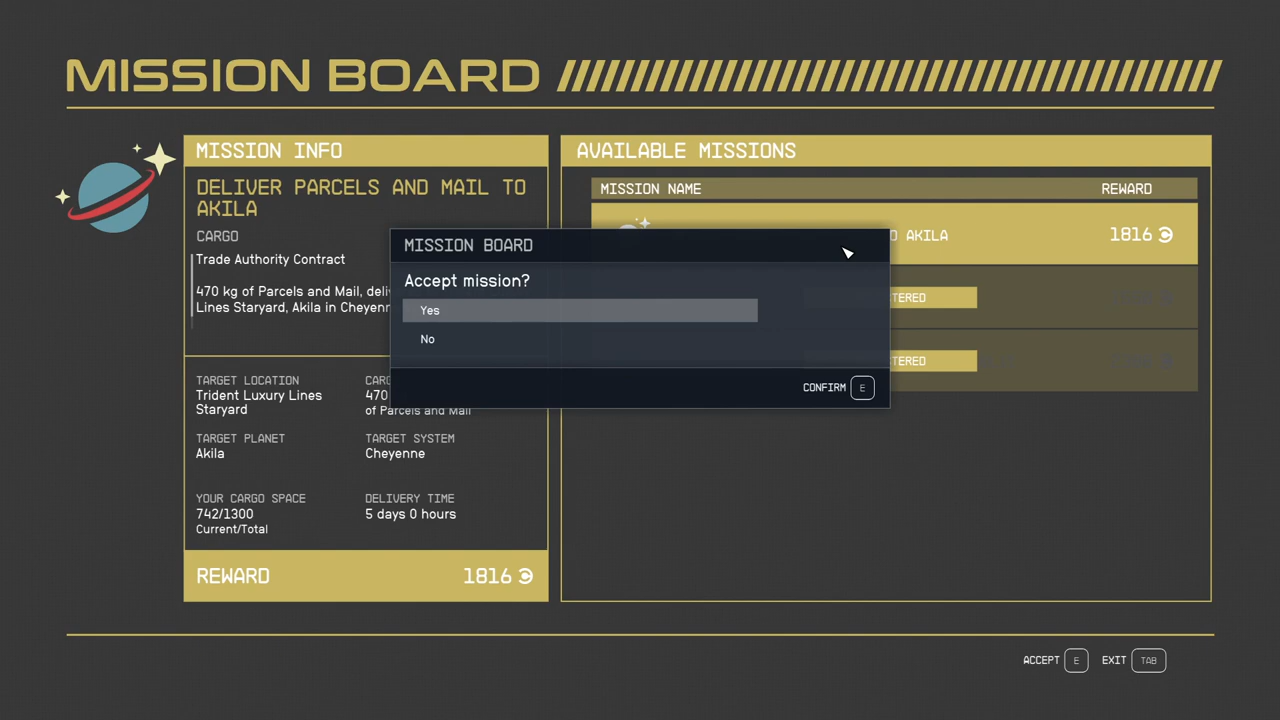 MISSION BOARD
MISSION INFO
DELIVER PARCELS AND MAIL TO
AKILA
CARGO
Trade Authority Contract
470 kg of Parcels and Mail,
Lines Staryard, Akila in
TARGET LOCATION
Trident Luxury Lines
Staryard
470
of Parcels and Mail
TARGET PLANET
Akila
TARGET SYSTEM
Cheyenne
YOUR CARGO SPACE
742/1300
Current/Total
DELIVERY TIME
5 days 0 hours
REWARD 1816
AVAILABLE MISSIONS
MISSION NAME REWARD
AKILA 1816
MISSION BOARD
Accept mission?
Yes
No
CONFIRM E
ACCEPT E EXIT TAB